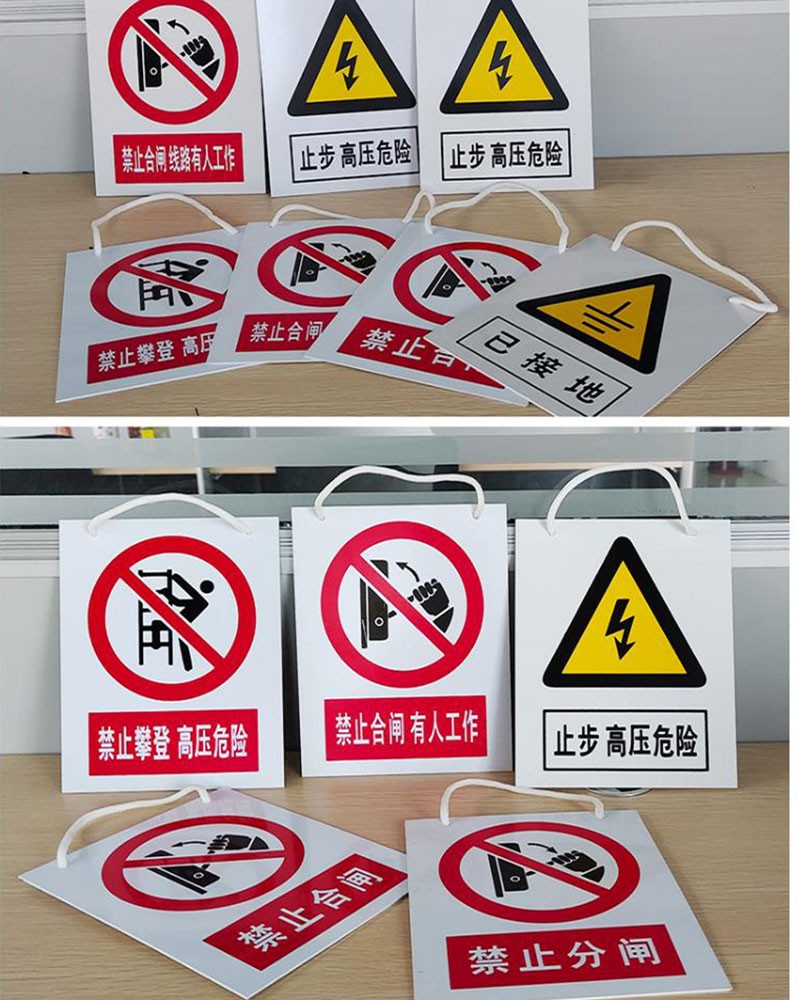 禁止合闸 线路有人工作
止步 高压危险
止步 高压危险
禁止攀登 高压
禁止合闸
禁止合
已接地
禁止攀登 高压危险
禁止合闸 有人工作
止步 高压危险
禁止合闸
禁止分闸